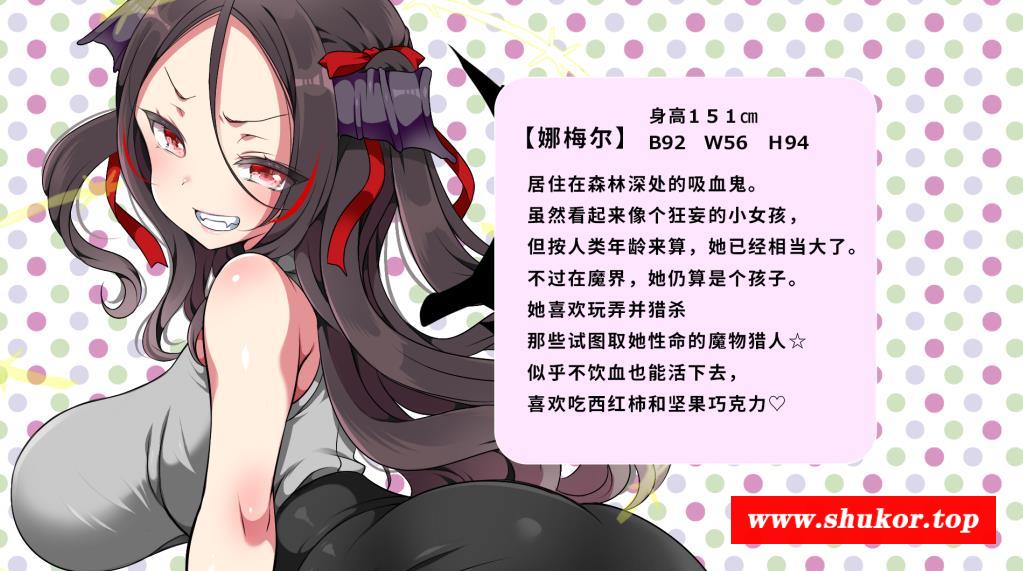 身高１５１㎝
【娜梅尔】 B92 W56 H94
居住在森林深处的吸血鬼。
虽然看起来像个狂妄的小女孩，
但按人类年龄来算，她已经相当大了。
不过在魔界，她仍算是个孩子。
她喜欢玩弄并猎杀
那些试图取她性命的魔物猎人☆
似乎不饮血也能活下去，
喜欢吃西红柿和坚果巧克力♡
www.shukor.top